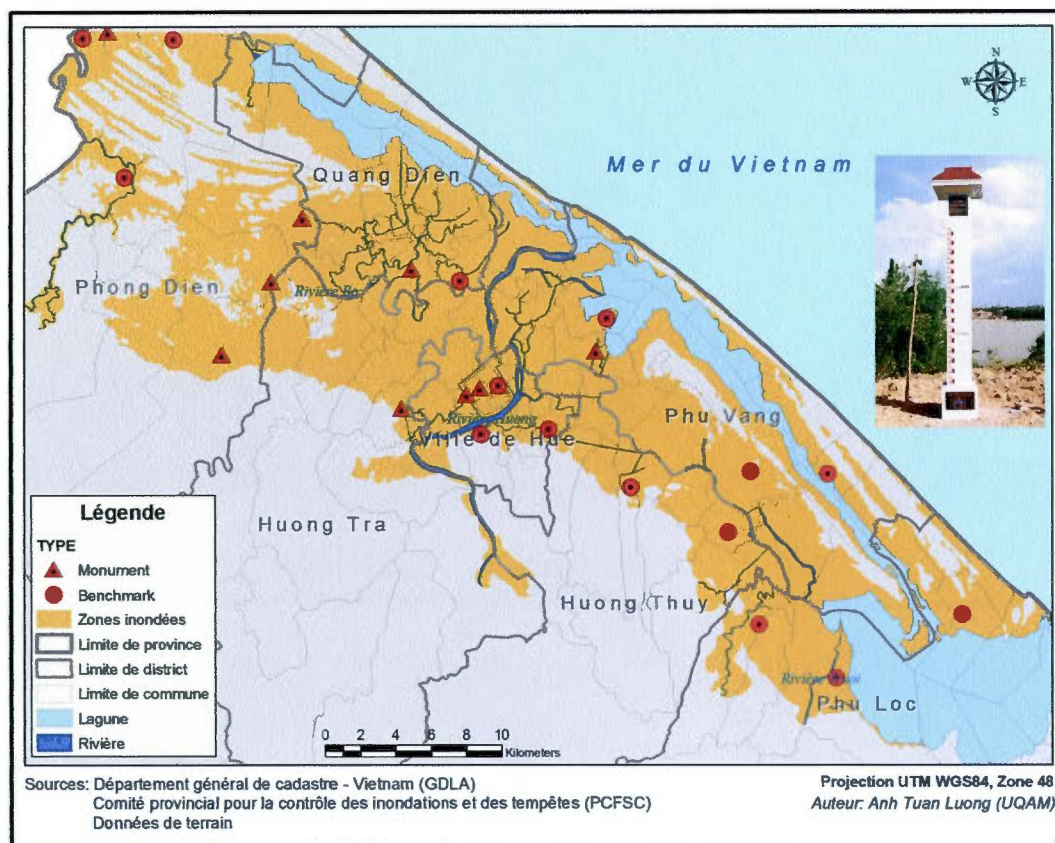 N
W E
S
Mer du Vietnam
Quang Dien
Phong Dien
Rivière Bo
Phu Vang
Rivière Huong
Ville de Hue
Huong Tra
Huong Thuy
Phu Loc
Légende
TYPE
Monument
Benchmark
Zones inondées
Limite de province
Limite de district
Limite de commune
Lagune
Rivière
0 2 4 6 8 10
Kilometers
Sources: Département général de cadastre - Vietnam (GDLA)
Comité provincial pour la contrôle des inondations et des tempêtes (PCFSC)
Données de terrain
Projection UTM WGS84, Zone 48
Auteur: Anh Tuan Luong (UQAM)